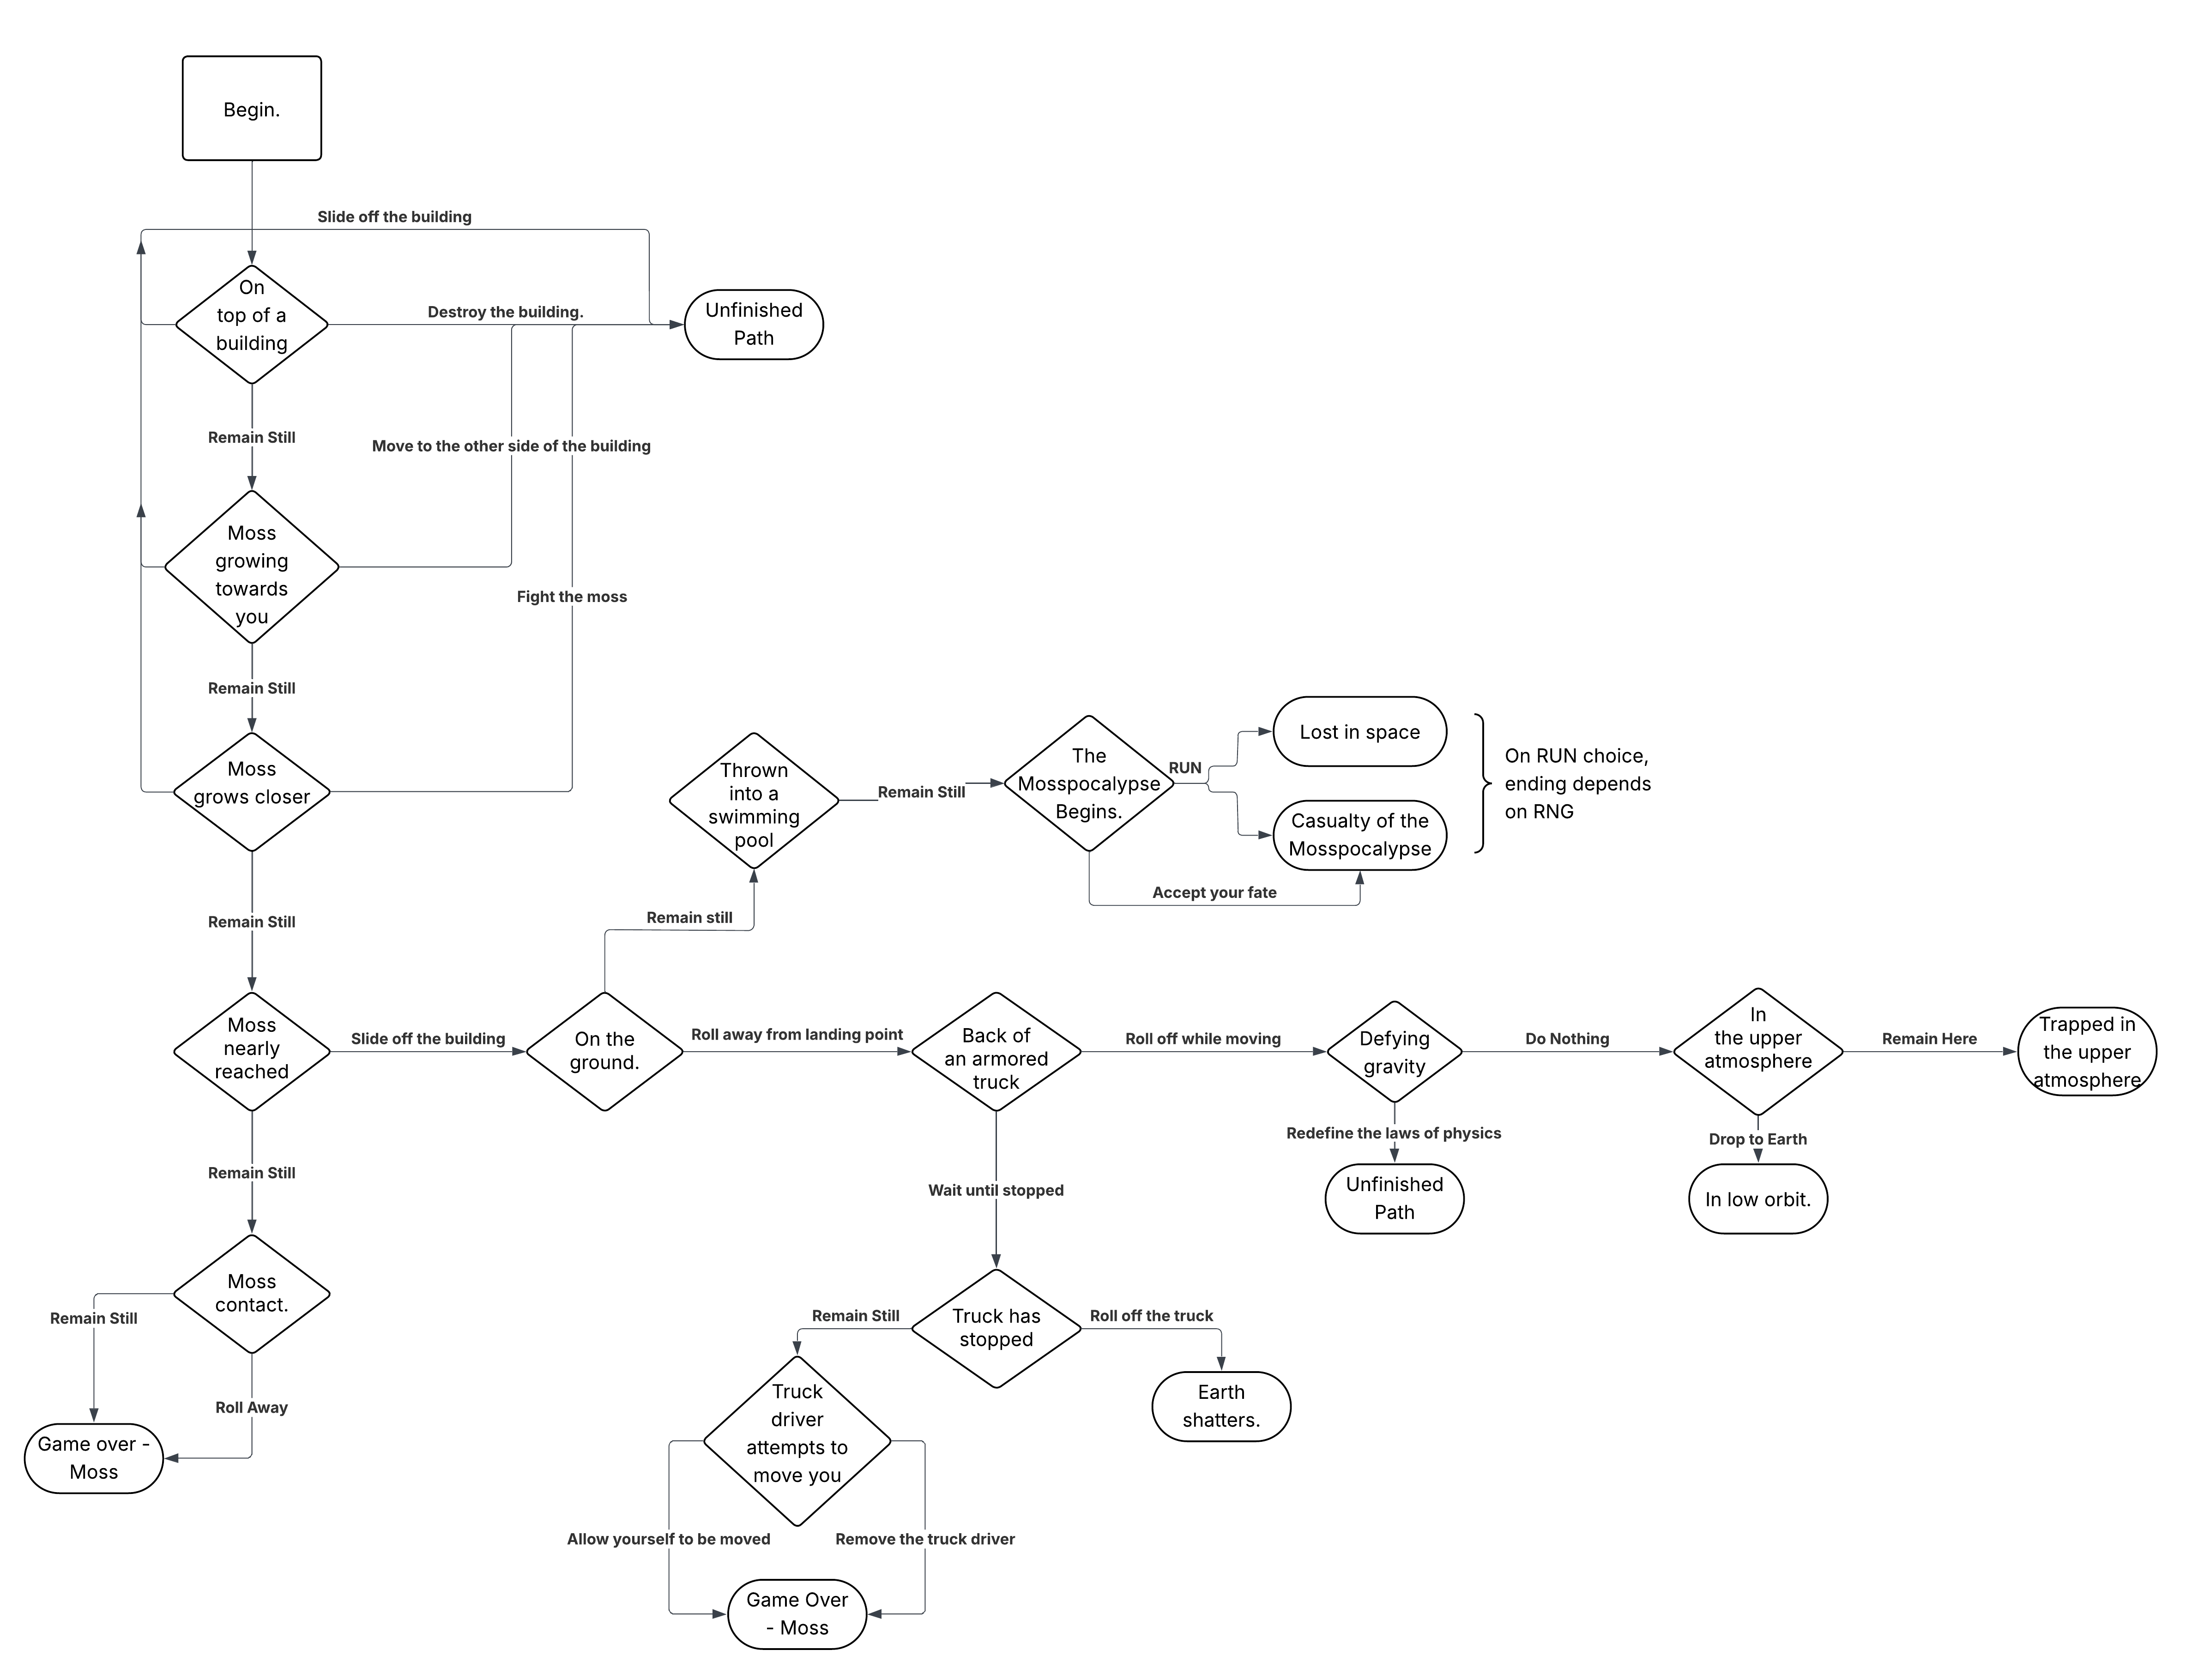 Begin.
Slide off the building
On
top of a
building
Destroy the building.
Unfinished
Path
Remain Still
Move to the other side of the building
Moss
growing
towards
you
Fight the moss
Remain Still
Moss
grows closer
Thrown
into a
swimming
pool
Remain Still
The
Mosspocalypse
Begins.
RUN
Lost in space
Casualty of the
Mosspocalypse
On RUN choice,
ending depends
on RNG
Accept your fate
Remain Still
Remain still
Moss
nearly
reached
Slide off the building
On the
ground.
Roll away from landing point
Back of
an armored
truck
Roll off while moving
Defying
gravity
Do Nothing
In
the upper
atmosphere
Remain Here
Trapped in
the upper
atmosphere
Redefine the laws of physics
Drop to Earth
Unfinished
Path
In low orbit.
Remain Still
Wait until stopped
Moss
contact.
Remain Still
Roll Away
Game over -
Moss
Remain Still
Truck has
stopped
Roll off the truck
Earth
shatters.
Truck
driver
attempts to
move you
Allow yourself to be moved
Remove the truck driver
Game Over
- Moss